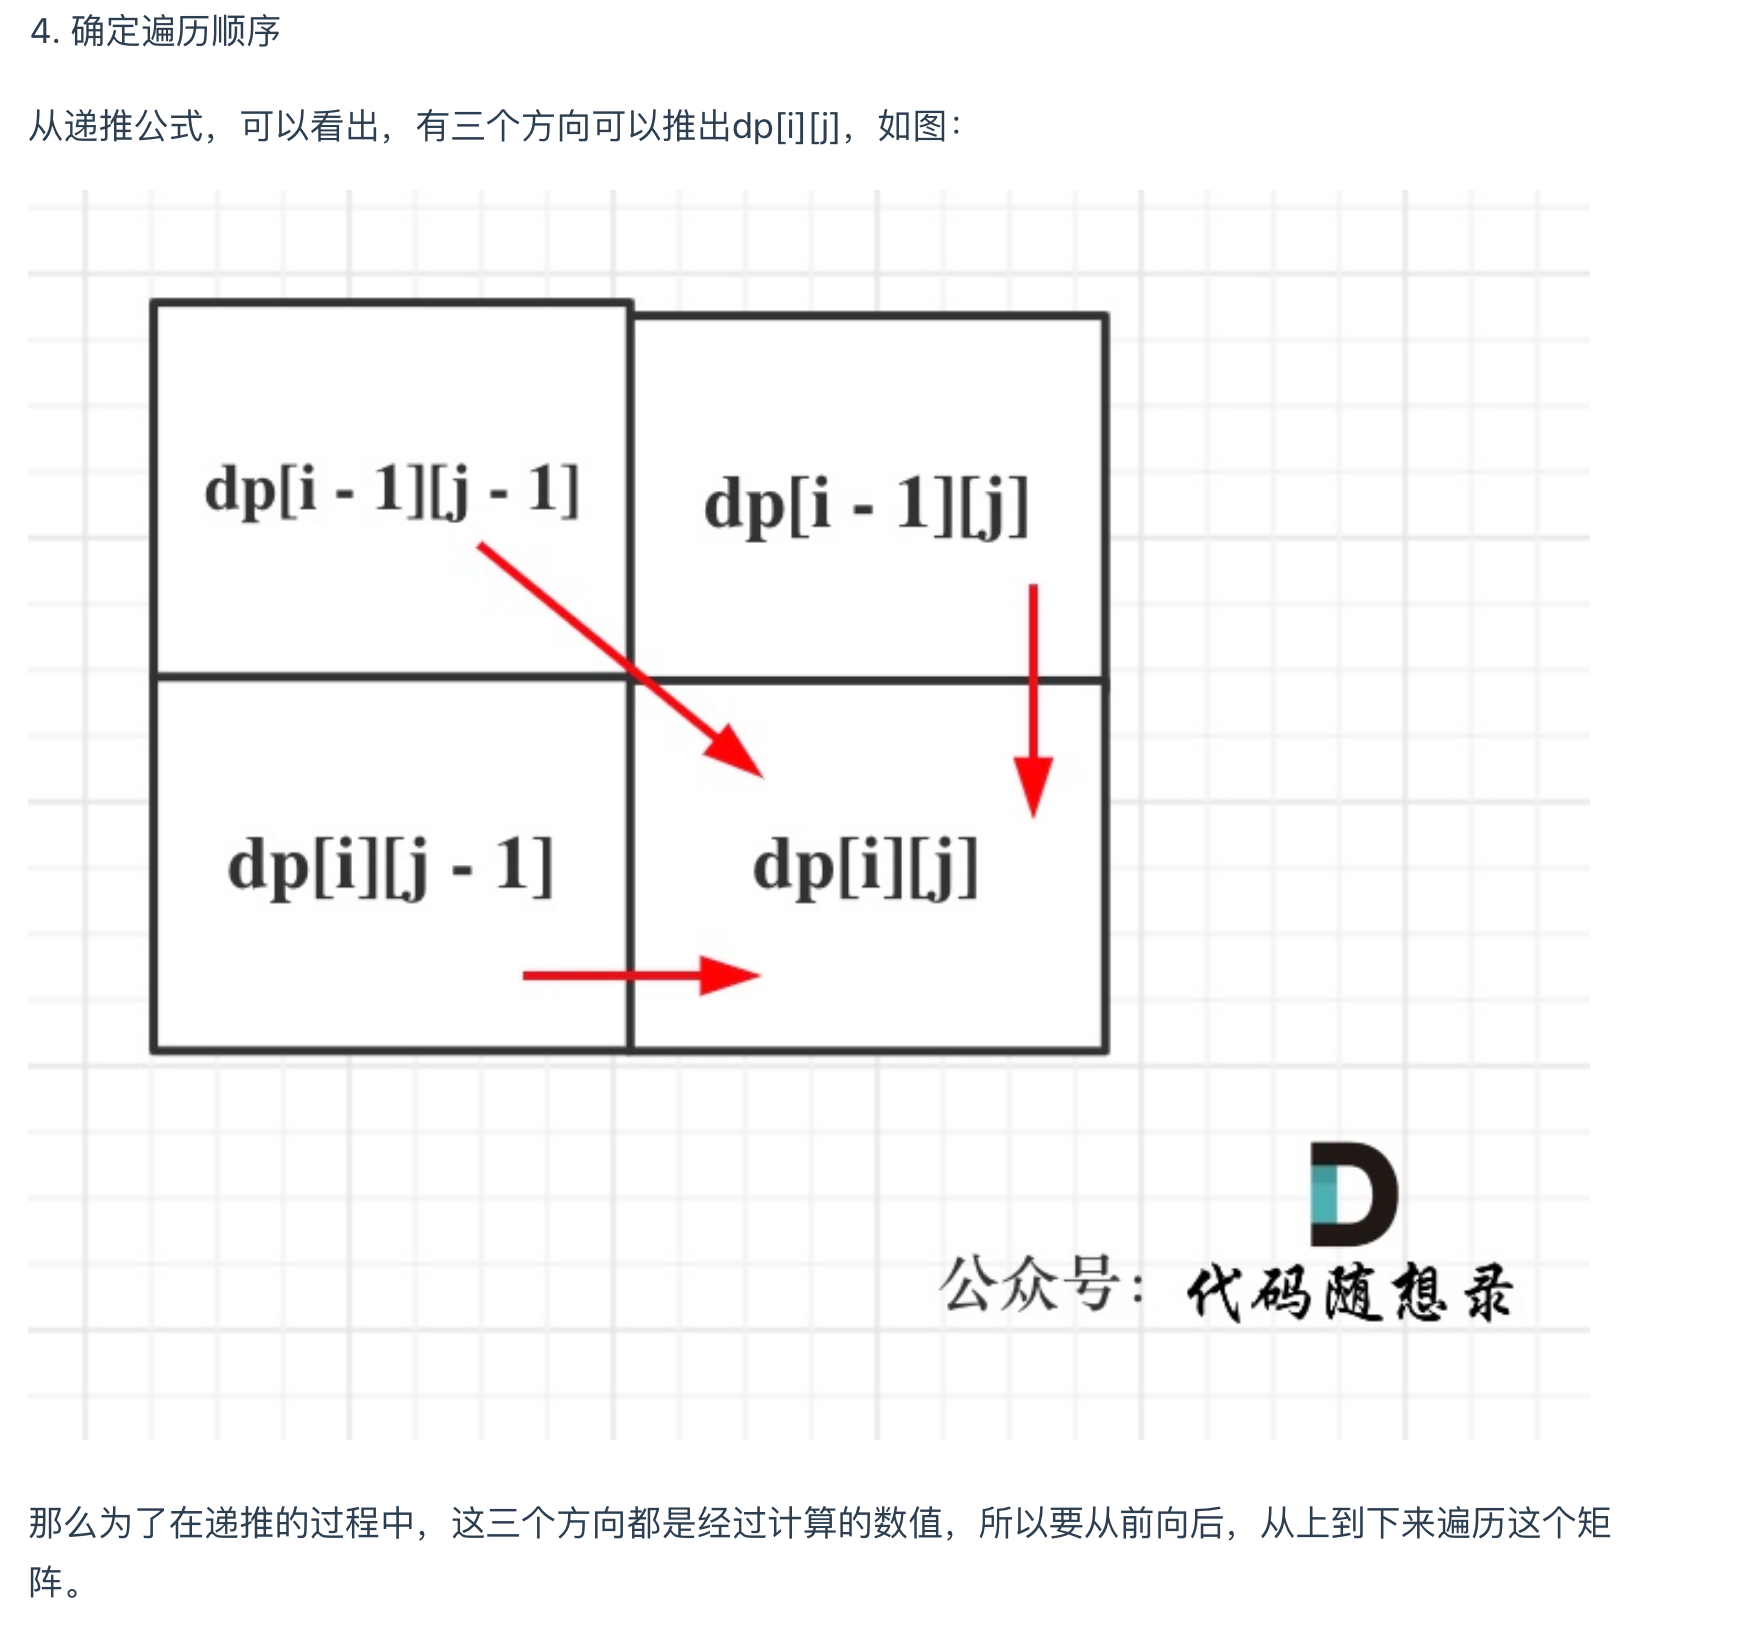 4. 确定遍历顺序
从递推公式，可以看出，有三个方向可以推出dp[i][j]，如图：
dp[i - 1][j - 1]
dp[i - 1][j]
dp[i][j - 1]
dp[i][j]
公众号：代码随想录
那么为了在递推的过程中，这三个方向都是经过计算的数值，所以要从前向后，从上到下来遍历这个矩
阵。